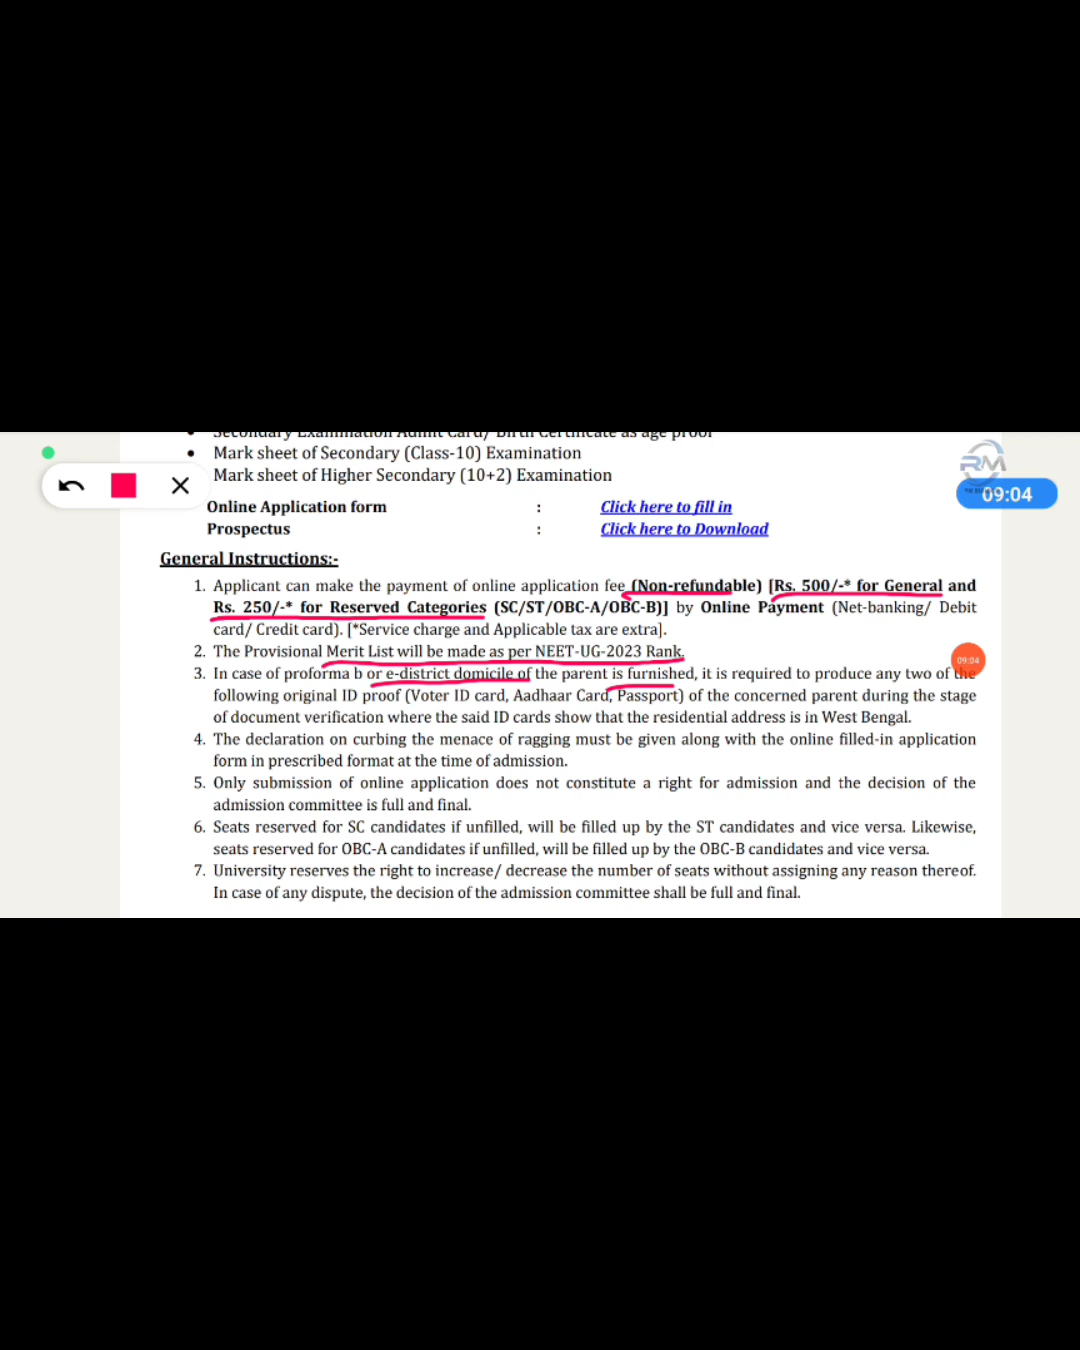 Secondary Examination Admit Card/ Birth Certificate as age proof
• Mark sheet of Secondary (Class-10) Examination
Mark sheet of Higher Secondary (10+2) Examination
RM
09:04
Online Application form : Click here to fill in
Prospectus : Click here to Download
General Instructions:-
1. Applicant can make the payment of online application fee (Non-refundable) [Rs. 500/-* for General and
Rs. 250/-* for Reserved Categories (SC/ST/OBC-A/OBC-B)] by Online Payment (Net-banking/ Debit
card/ Credit card). [*Service charge and Applicable tax are extra].
2. The Provisional Merit List will be made as per NEET-UG-2023 Rank.
09:04
3. In case of proforma b or e-district domicile of the parent is furnished, it is required to produce any two of the
following original ID proof (Voter ID card, Aadhaar Card, Passport) of the concerned parent during the stage
of document verification where the said ID cards show that the residential address is in West Bengal.
4. The declaration on curbing the menace of ragging must be given along with the online filled-in application
form in prescribed format at the time of admission.
5. Only submission of online application does not constitute a right for admission and the decision of the
admission committee is full and final.
6. Seats reserved for SC candidates if unfilled, will be filled up by the ST candidates and vice versa. Likewise,
seats reserved for OBC-A candidates if unfilled, will be filled up by the OBC-B candidates and vice versa.
7. University reserves the right to increase/ decrease the number of seats without assigning any reason thereof.
In case of any dispute, the decision of the admission committee shall be full and final.